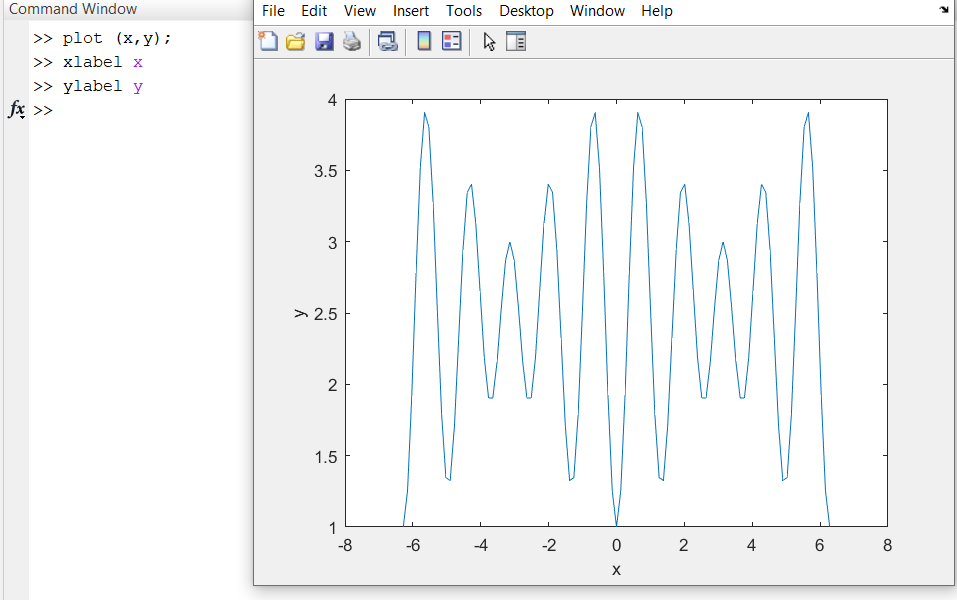 Command Window
>> plot (x,y);
>> xlabel x
>> ylabel y
fx >>
File Edit View Insert Tools Desktop Window Help
4
3.5
3
2.5
2
1.5
1
y
-8 -6 -4 -2 0 2 4 6 8
x